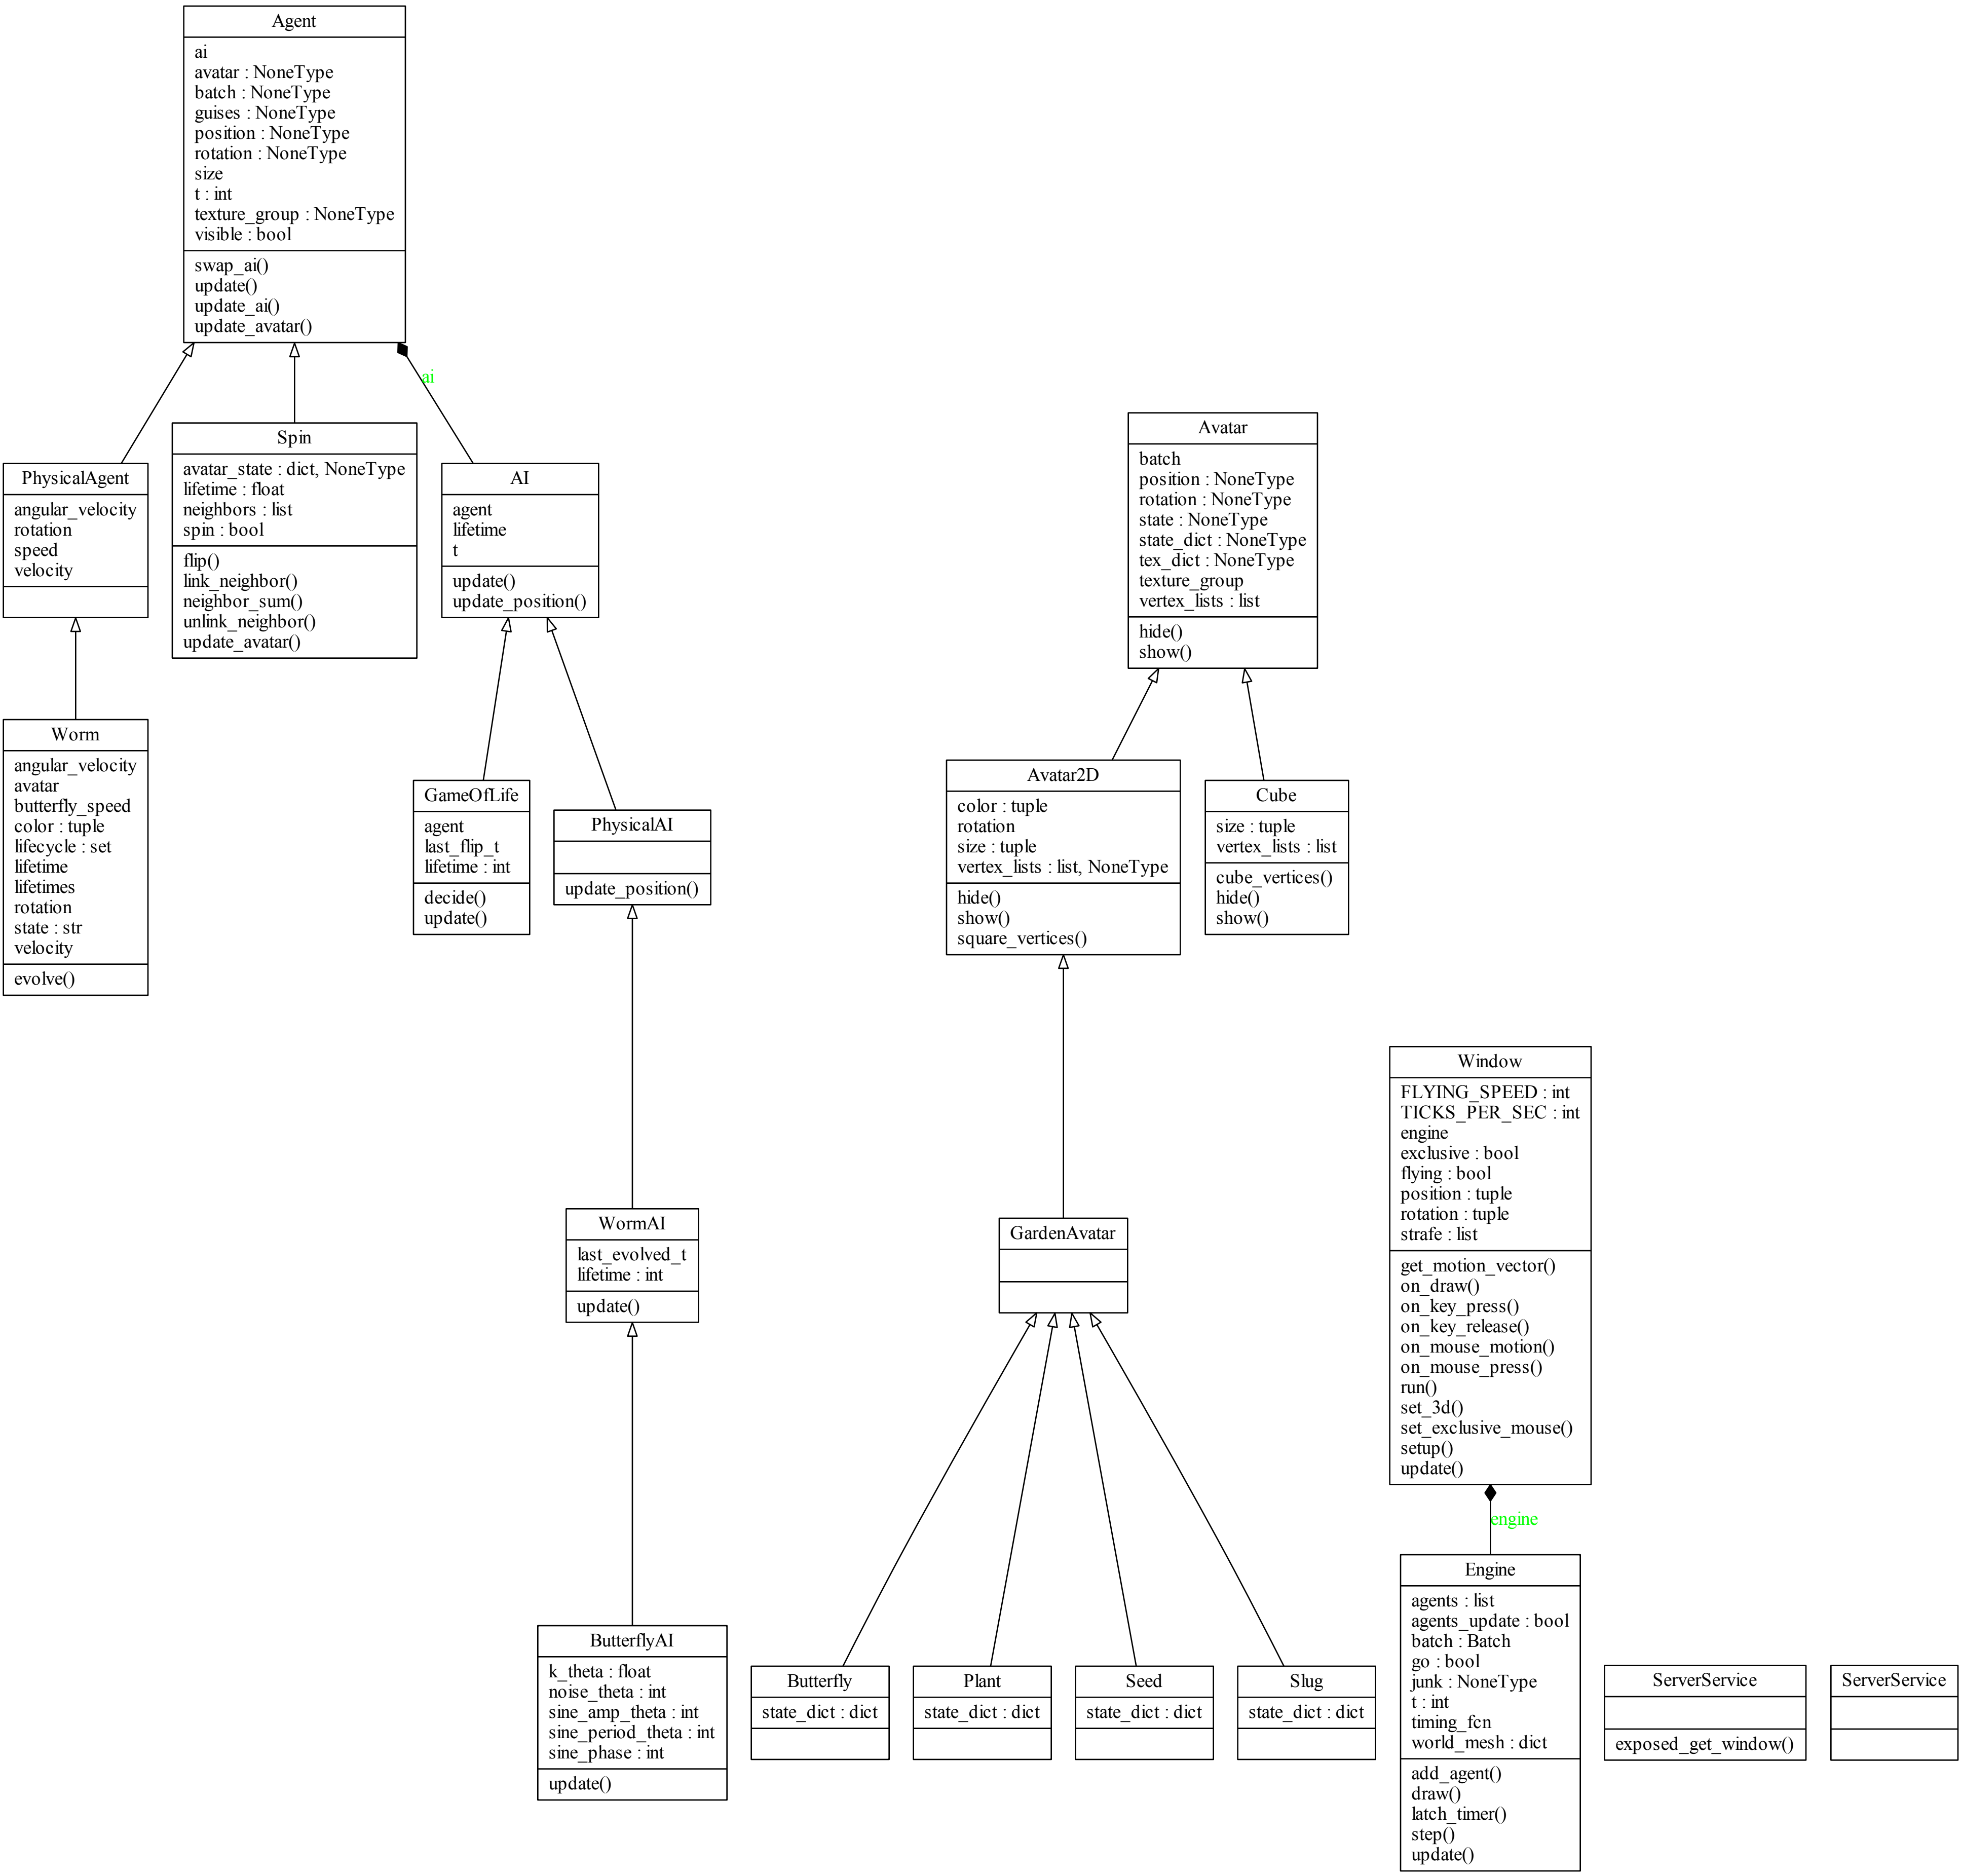 Agent
ai
avatar : NoneType
batch : NoneType
guises : NoneType
position : NoneType
rotation : NoneType
size
t : int
texture_group : NoneType
visible : bool
swap_ai()
update()
update_ai()
update_avatar()
ai
PhysicalAgent
angular_velocity
rotation
speed
velocity
Spin
avatar_state : dict, NoneType
lifetime : float
neighbors : list
spin : bool
flip()
link_neighbor()
neighbor_sum()
unlink_neighbor()
update_avatar()
AI
agent
lifetime
t
update()
update_position()
Avatar
batch
position : NoneType
rotation : NoneType
state : NoneType
state_dict : NoneType
tex_dict : NoneType
texture_group
vertex_lists : list
hide()
show()
Worm
angular_velocity
avatar
butterfly_speed
color : tuple
lifecycle : set
lifetime
lifetimes
rotation
state : str
velocity
evolve()
GameOfLife
agent
last_flip_t
lifetime : int
decide()
update()
PhysicalAI
update_position()
Avatar2D
color : tuple
rotation
size : tuple
vertex_lists : list, NoneType
hide()
show()
square_vertices()
Cube
size : tuple
vertex_lists : list
cube_vertices()
hide()
show()
WormAI
last_evolved_t
lifetime : int
update()
GardenAvatar
Window
FLYING_SPEED : int
TICKS_PER_SEC : int
engine
exclusive : bool
flying : bool
position : tuple
rotation : tuple
strafe : list
get_motion_vector()
on_draw()
on_key_press()
on_key_release()
on_mouse_motion()
on_mouse_press()
run()
set_3d()
set_exclusive_mouse()
setup()
update()
engine
ButterflyAI
k_theta : float
noise_theta : int
sine_amp_theta : int
sine_period_theta : int
sine_phase : int
update()
Butterfly
state_dict : dict
Plant
state_dict : dict
Seed
state_dict : dict
Slug
state_dict : dict
Engine
agents : list
agents_update : bool
batch : Batch
go : bool
junk : NoneType
t : int
timing_fcn
world_mesh : dict
add_agent()
draw()
latch_timer()
step()
update()
ServerService
exposed_get_window()
ServerService